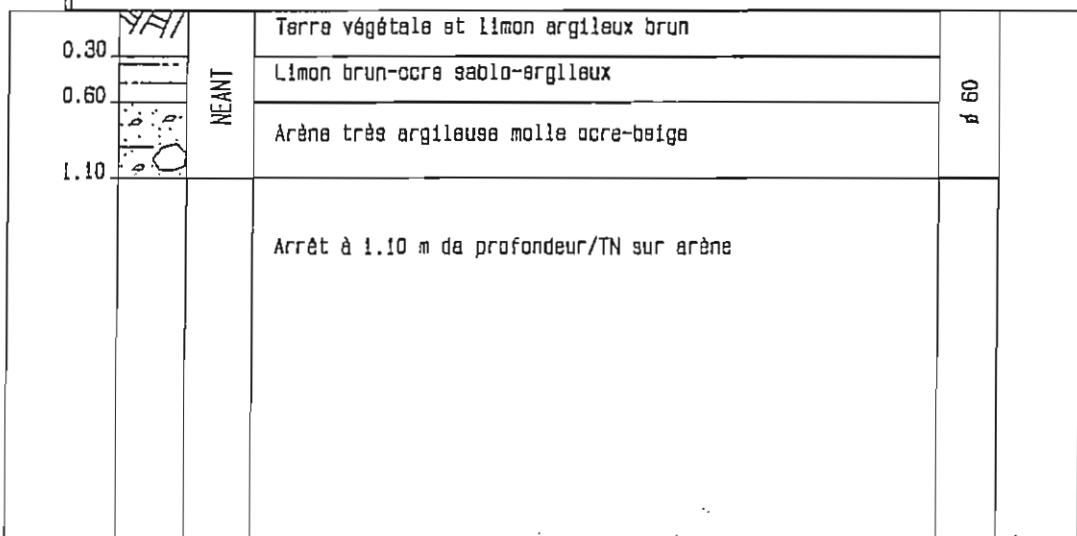 Terre végétale et limon argileux brun
0.30
Limon brun-ocre sablo-argileux
0.60
NEANT
ø 60
Arène très argileuse molle ocre-beige
1.10
Arrêt à 1.10 m de profondeur/TN sur arène